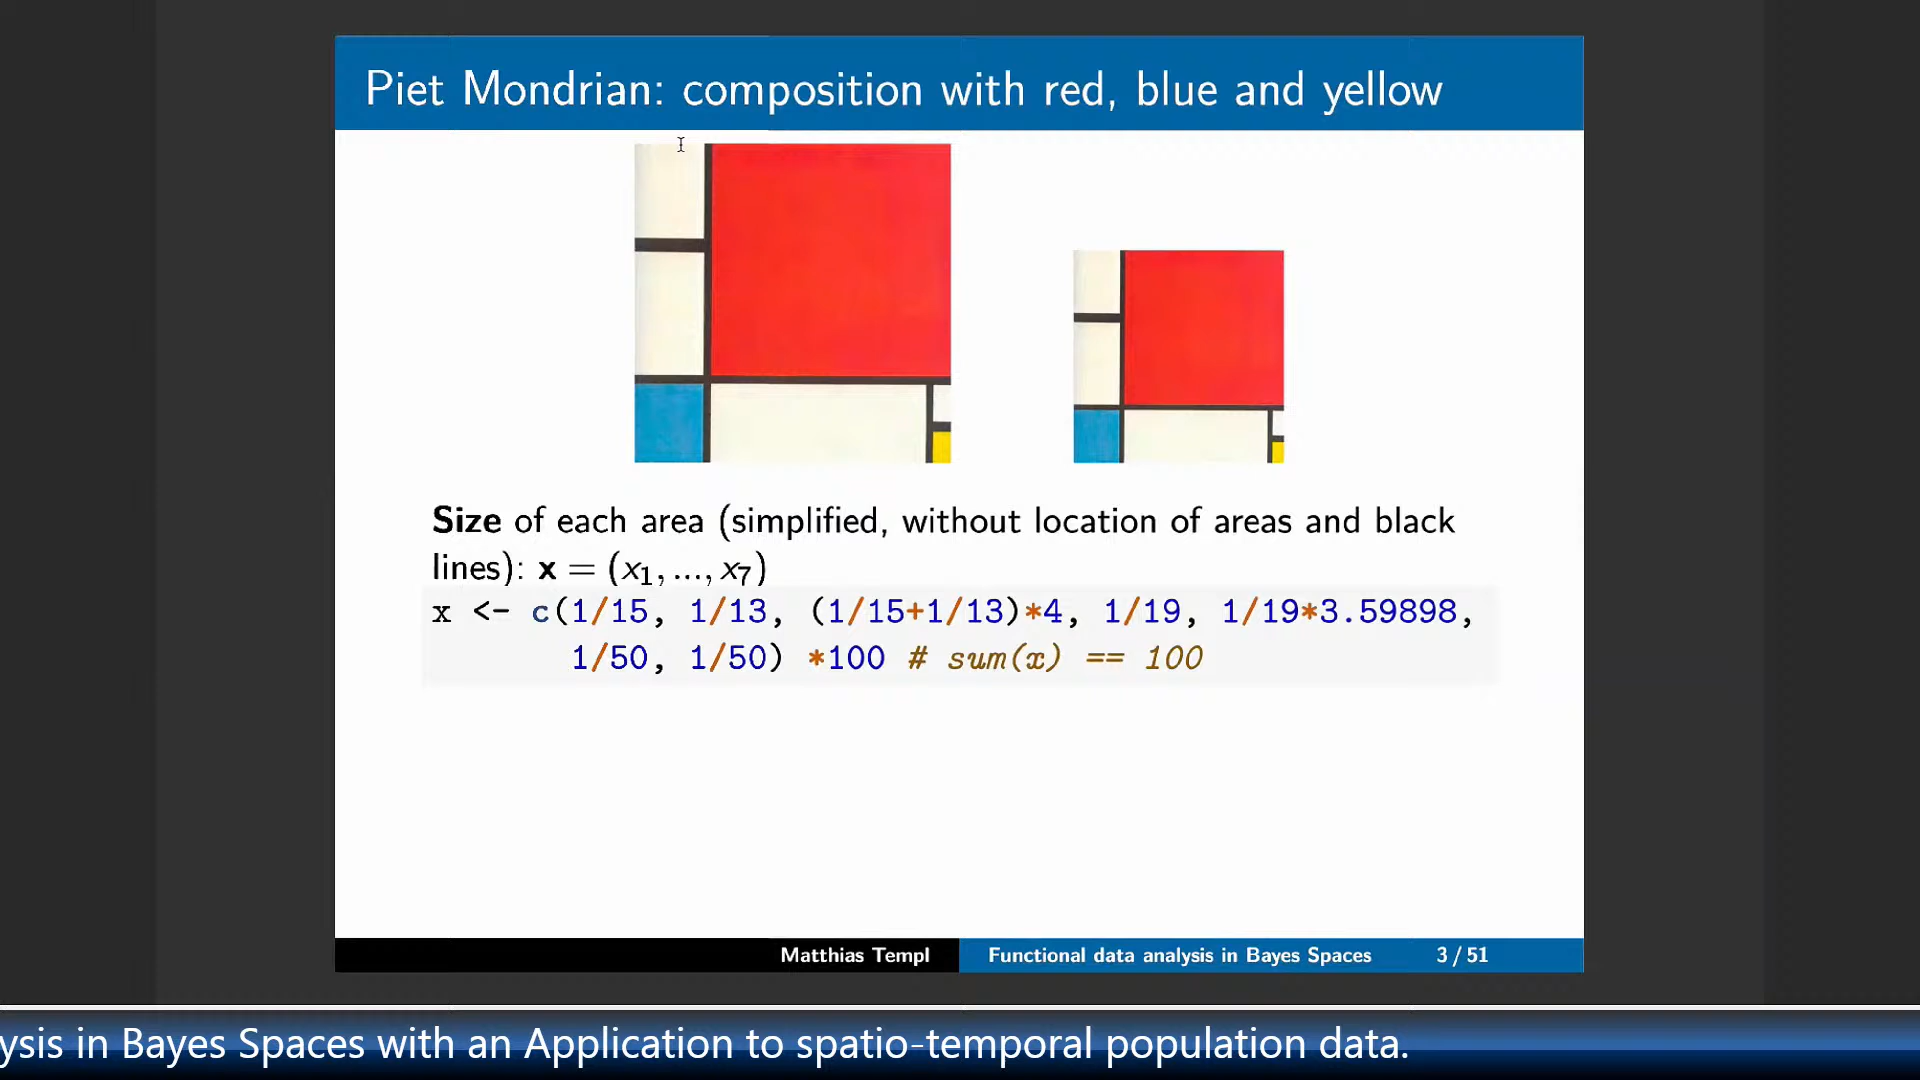 Piet Mondrian: composition with red, blue and yellow
Size of each area (simplified, without location of areas and black
lines): x = (x₁, ..., x₇)
x <- c(1/15, 1/13, (1/15+1/13)*4, 1/19, 1/19*3.59898,
1/50, 1/50) *100 # sum(x) == 100
Matthias Templ Functional data analysis in Bayes Spaces 3 / 51
ysis in Bayes Spaces with an Application to spatio-temporal population data.